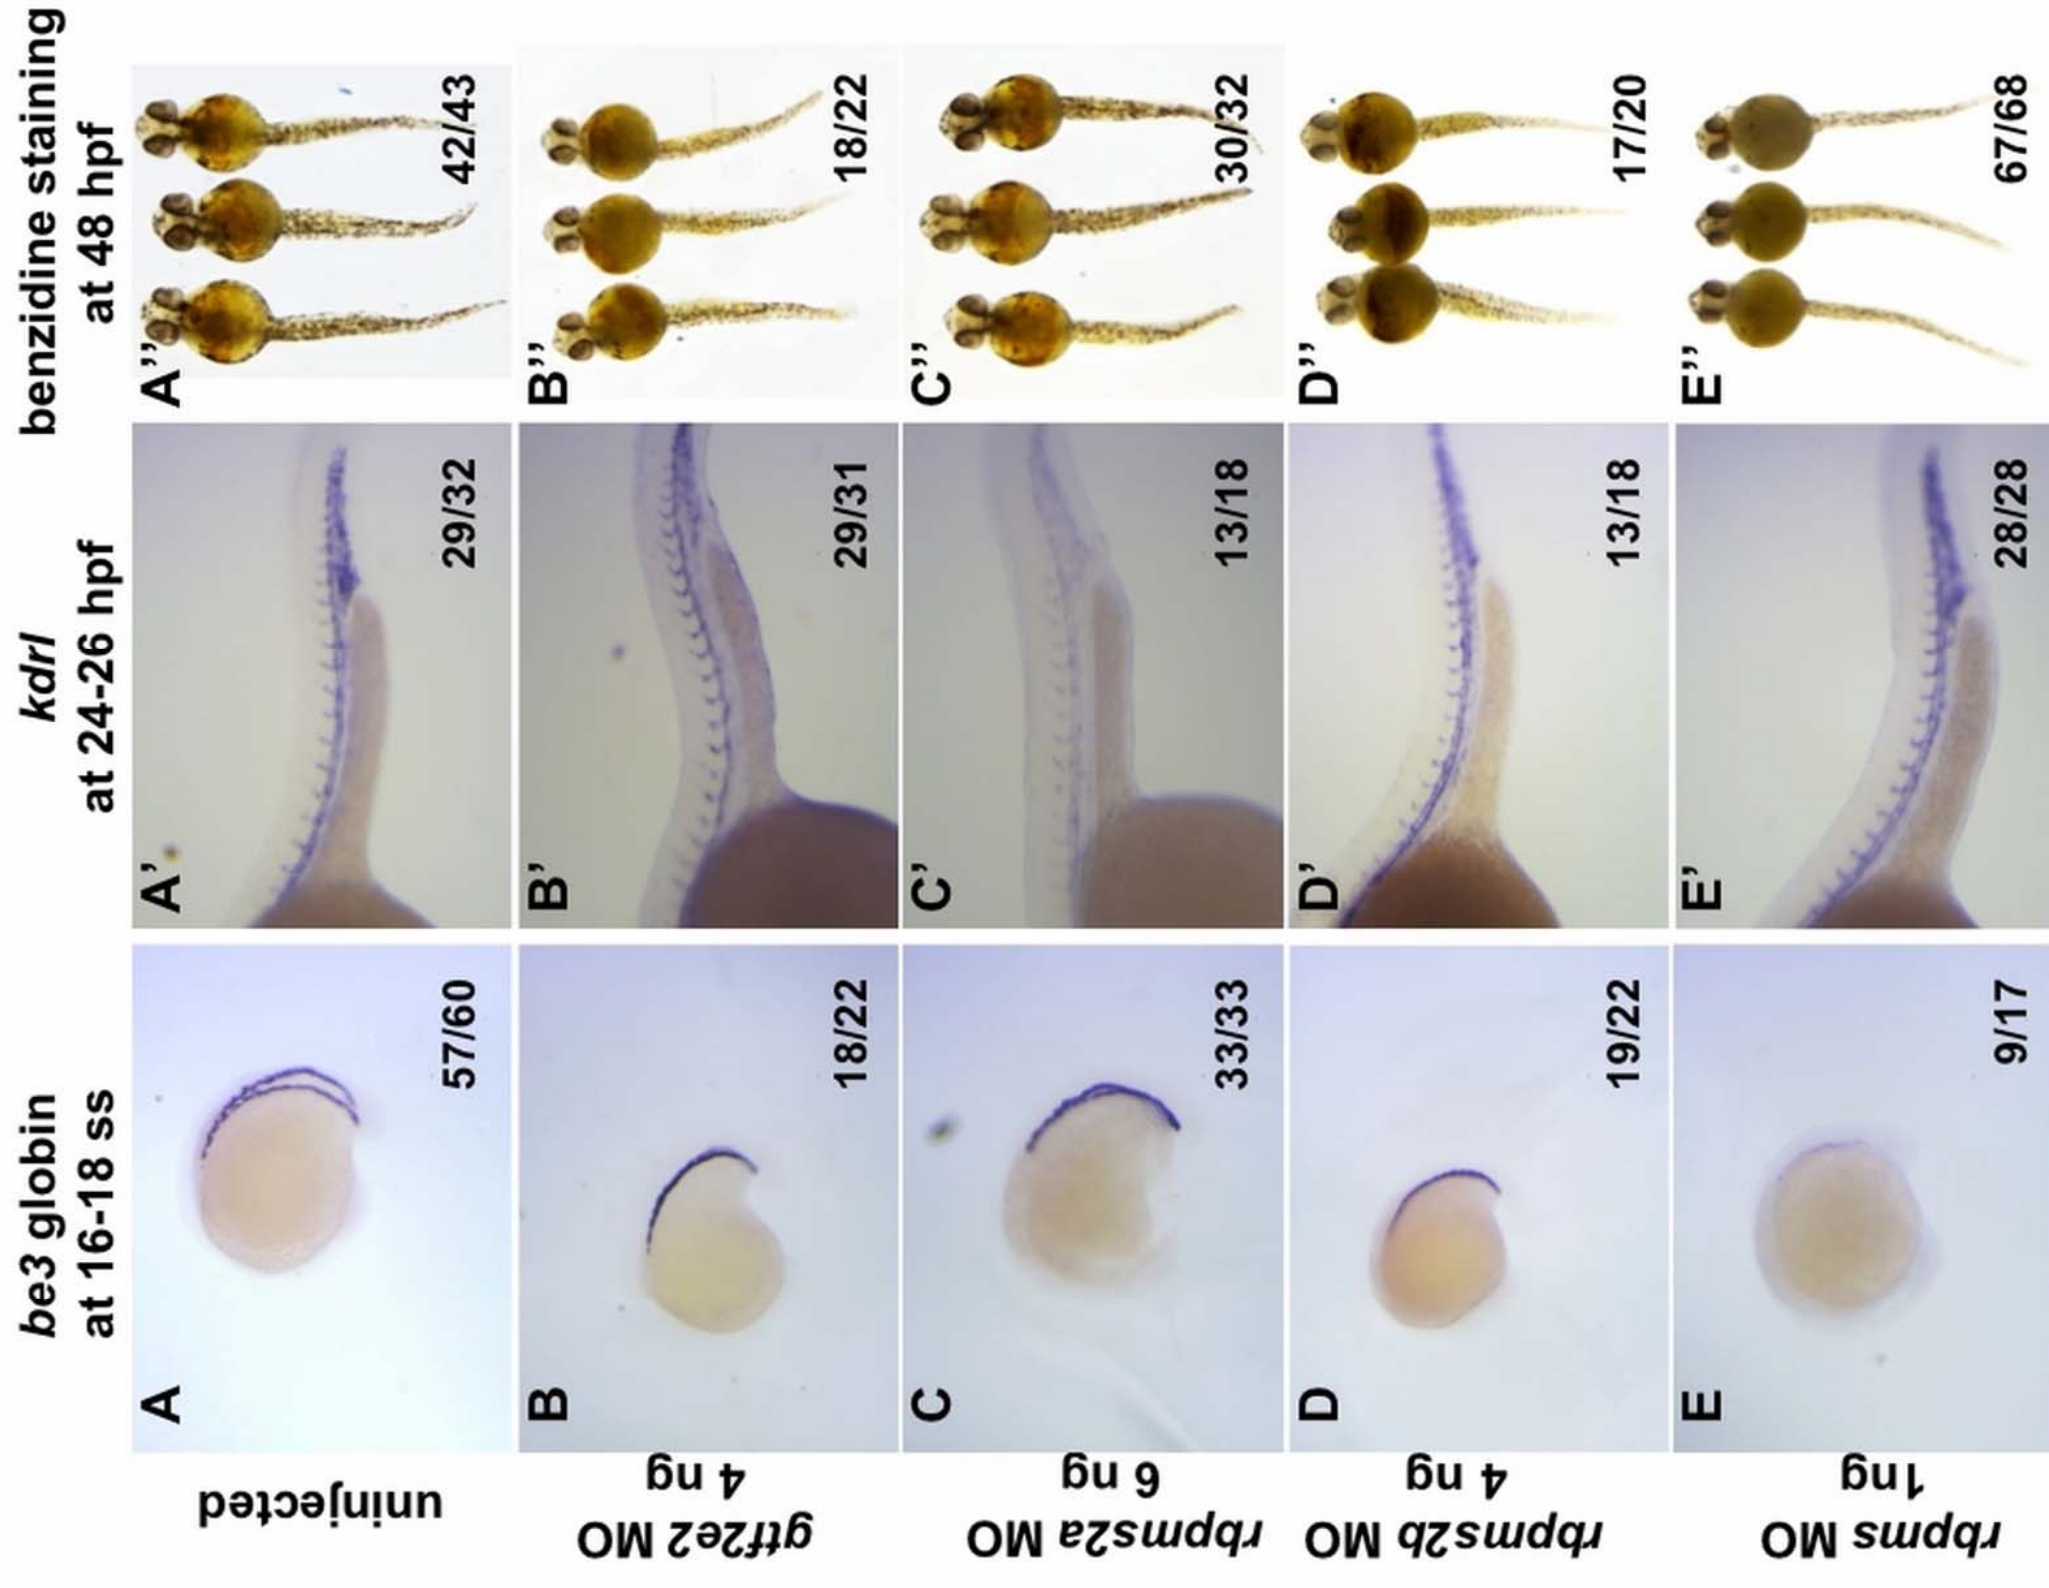 be3 globin
at 16-18 ss
kdrl
at 24-26 hpf
benzidine staining
at 48 hpf
uninjected
A
57/60
A’
29/32
A’’
42/43
gtf2e2 MO
4 ng
B
18/22
B’
29/31
B’’
18/22
rbpms2a MO
6 ng
C
33/33
C’
13/18
C’’
30/32
rbpms2b MO
4 ng
D
19/22
D’
13/18
D’’
17/20
rbpms MO
1ng
E
9/17
E’
28/28
E’’
67/68